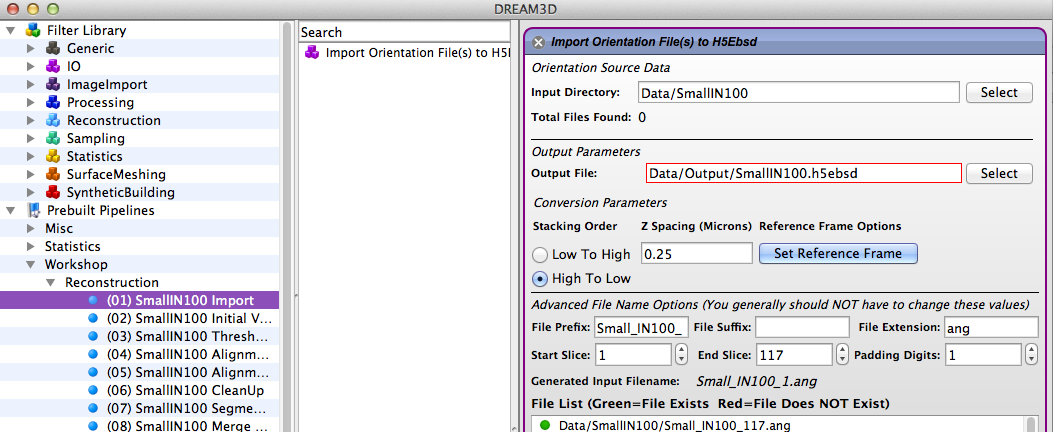 DREAM3D
Filter Library
Generic
IO
ImageImport
Processing
Reconstruction
Sampling
Statistics
SurfaceMeshing
SyntheticBuilding
Prebuilt Pipelines
Misc
Statistics
Workshop
Reconstruction
(01) SmallIN100 Import
(02) SmallIN100 Initial V...
(03) SmallIN100 Thresh...
(04) SmallIN100 Alignm...
(05) SmallIN100 Alignm...
(06) SmallIN100 CleanUp
(07) SmallIN100 Segme...
(08) SmallIN100 Merge ...
Search
Import Orientation File(s) to H5E
Import Orientation File(s) to H5Ebsd
Orientation Source Data
Input Directory: Data/SmallIN100 Select
Total Files Found: 0
Output Parameters
Output File: Data/Output/SmallIN100.h5ebsd Select
Conversion Parameters
Stacking Order Z Spacing (Microns) Reference Frame Options
Low To High 0.25 Set Reference Frame
High To Low
Advanced File Name Options (You generally should NOT have to change these values)
File Prefix: Small_IN100_ File Suffix: File Extension: ang
Start Slice: 1 End Slice: 117 Padding Digits: 1
Generated Input Filename: Small_IN100_1.ang
File List (Green=File Exists Red=File Does NOT Exist)
Data/SmallIN100/Small_IN100_117.ang